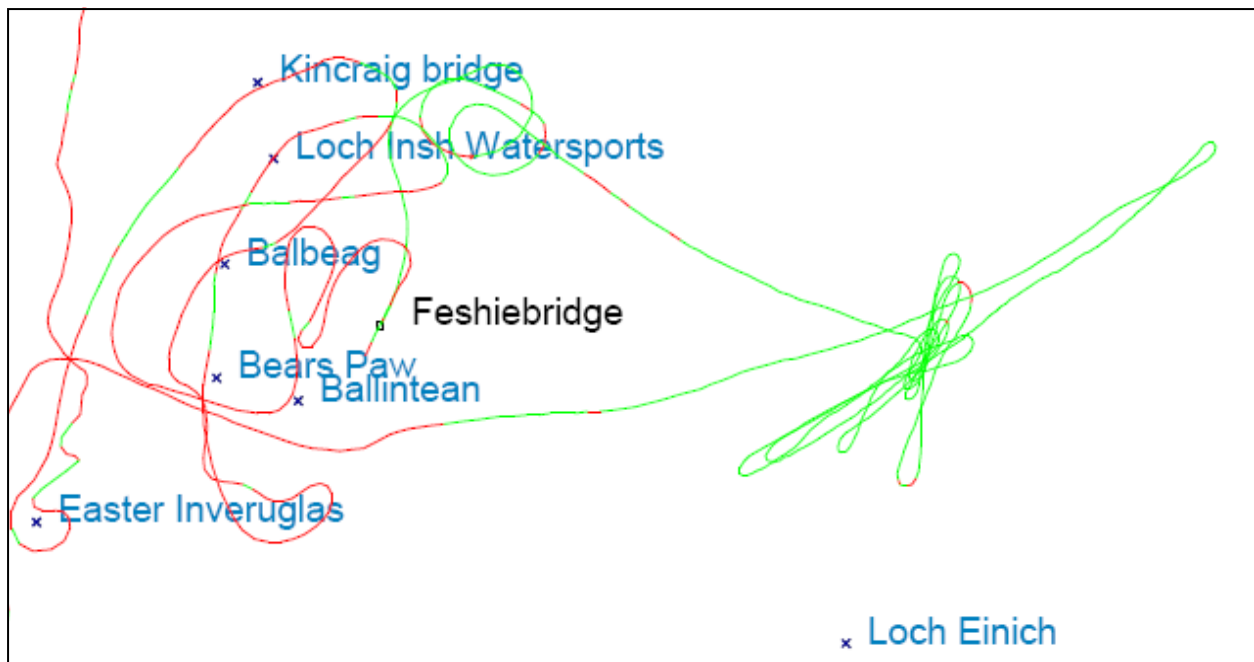 Kincraig bridge
Loch Insh Watersports
Balbeag
Feshiebridge
Bears Paw
Ballintean
Easter Inveruglas
Loch Einich